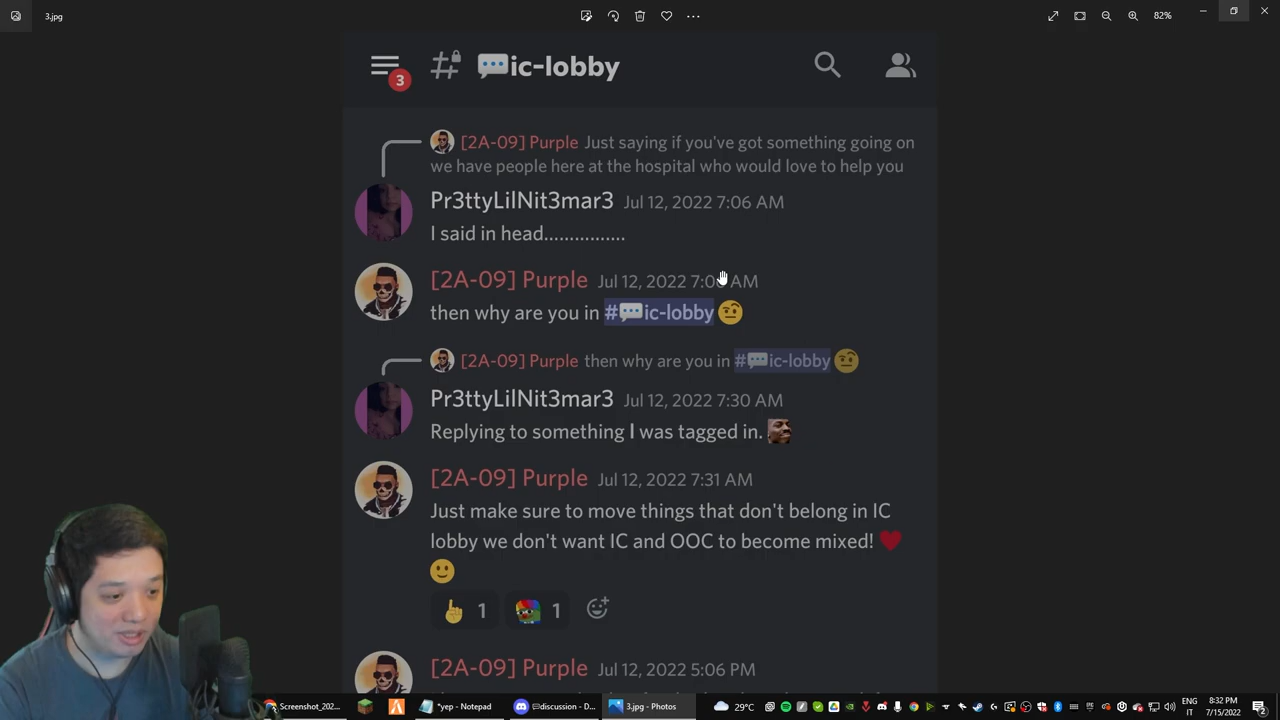 3.jpg
82%
3
💬ic-lobby
[2A-09] Purple Just saying if you've got something going on
we have people here at the hospital who would love to help you
Pr3ttyLilNit3mar3 Jul 12, 2022 7:06 AM
I said in head................
[2A-09] Purple Jul 12, 2022 7:06 AM
then why are you in #💬ic-lobby 🤨
[2A-09] Purple then why are you in #💬ic-lobby 🤨
Pr3ttyLilNit3mar3 Jul 12, 2022 7:30 AM
Replying to something I was tagged in.
[2A-09] Purple Jul 12, 2022 7:31 AM
Just make sure to move things that don't belong in IC
lobby we don't want IC and OOC to become mixed! ❤️
🙂
1 1
[2A-09] Purple Jul 12, 2022 5:06 PM
Screenshot_202...
*yep - Notepad
discussion - D...
3.jpg - Photos
29°C
ENG
IT
8:32 PM
7/15/2022